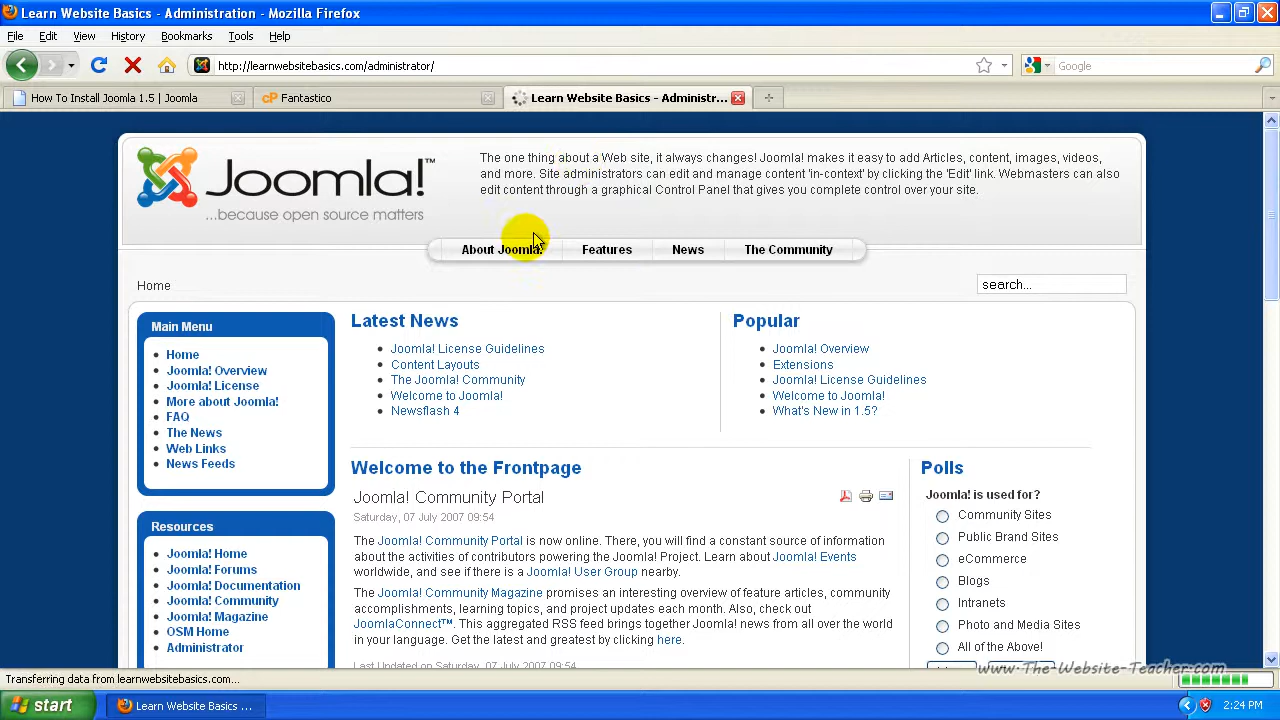 Learn Website Basics - Administration - Mozilla Firefox
File Edit View History Bookmarks Tools Help
http://learnwebsitebasics.com/administrator/
Google
How To Install Joomla 1.5 | Joomla
cP Fantastico
Learn Website Basics - Administr...
Joomla!™
...because open source matters
The one thing about a Web site, it always changes! Joomla! makes it easy to add Articles, content, images, videos,
and more. Site administrators can edit and manage content 'in-context' by clicking the 'Edit' link. Webmasters can also
edit content through a graphical Control Panel that gives you complete control over your site.
About Joomla! Features News The Community
Home
search...
Main Menu
Home
Joomla! Overview
Joomla! License
More about Joomla!
FAQ
The News
Web Links
News Feeds
Resources
Joomla! Home
Joomla! Forums
Joomla! Documentation
Joomla! Community
Joomla! Magazine
OSM Home
Administrator
Latest News
Joomla! License Guidelines
Content Layouts
The Joomla! Community
Welcome to Joomla!
Newsflash 4
Popular
Joomla! Overview
Extensions
Joomla! License Guidelines
Welcome to Joomla!
What's New in 1.5?
Welcome to the Frontpage
Joomla! Community Portal
Saturday, 07 July 2007 09:54
The Joomla! Community Portal is now online. There, you will find a constant source of information
about the activities of contributors powering the Joomla! Project. Learn about Joomla! Events
worldwide, and see if there is a Joomla! User Group nearby.
The Joomla! Community Magazine promises an interesting overview of feature articles, community
accomplishments, learning topics, and project updates each month. Also, check out
JoomlaConnect™. This aggregated RSS feed brings together Joomla! news from all over the world
in your language. Get the latest and greatest by clicking here.
Last Updated on Saturday, 07 July 2007 09:54
Polls
Joomla! is used for?
Community Sites
Public Brand Sites
eCommerce
Blogs
Intranets
Photo and Media Sites
All of the Above!
www.The-Website-Teacher.com
Transferring data from learnwebsitebasics.com...
start
Learn Website Basics ...
2:24 PM